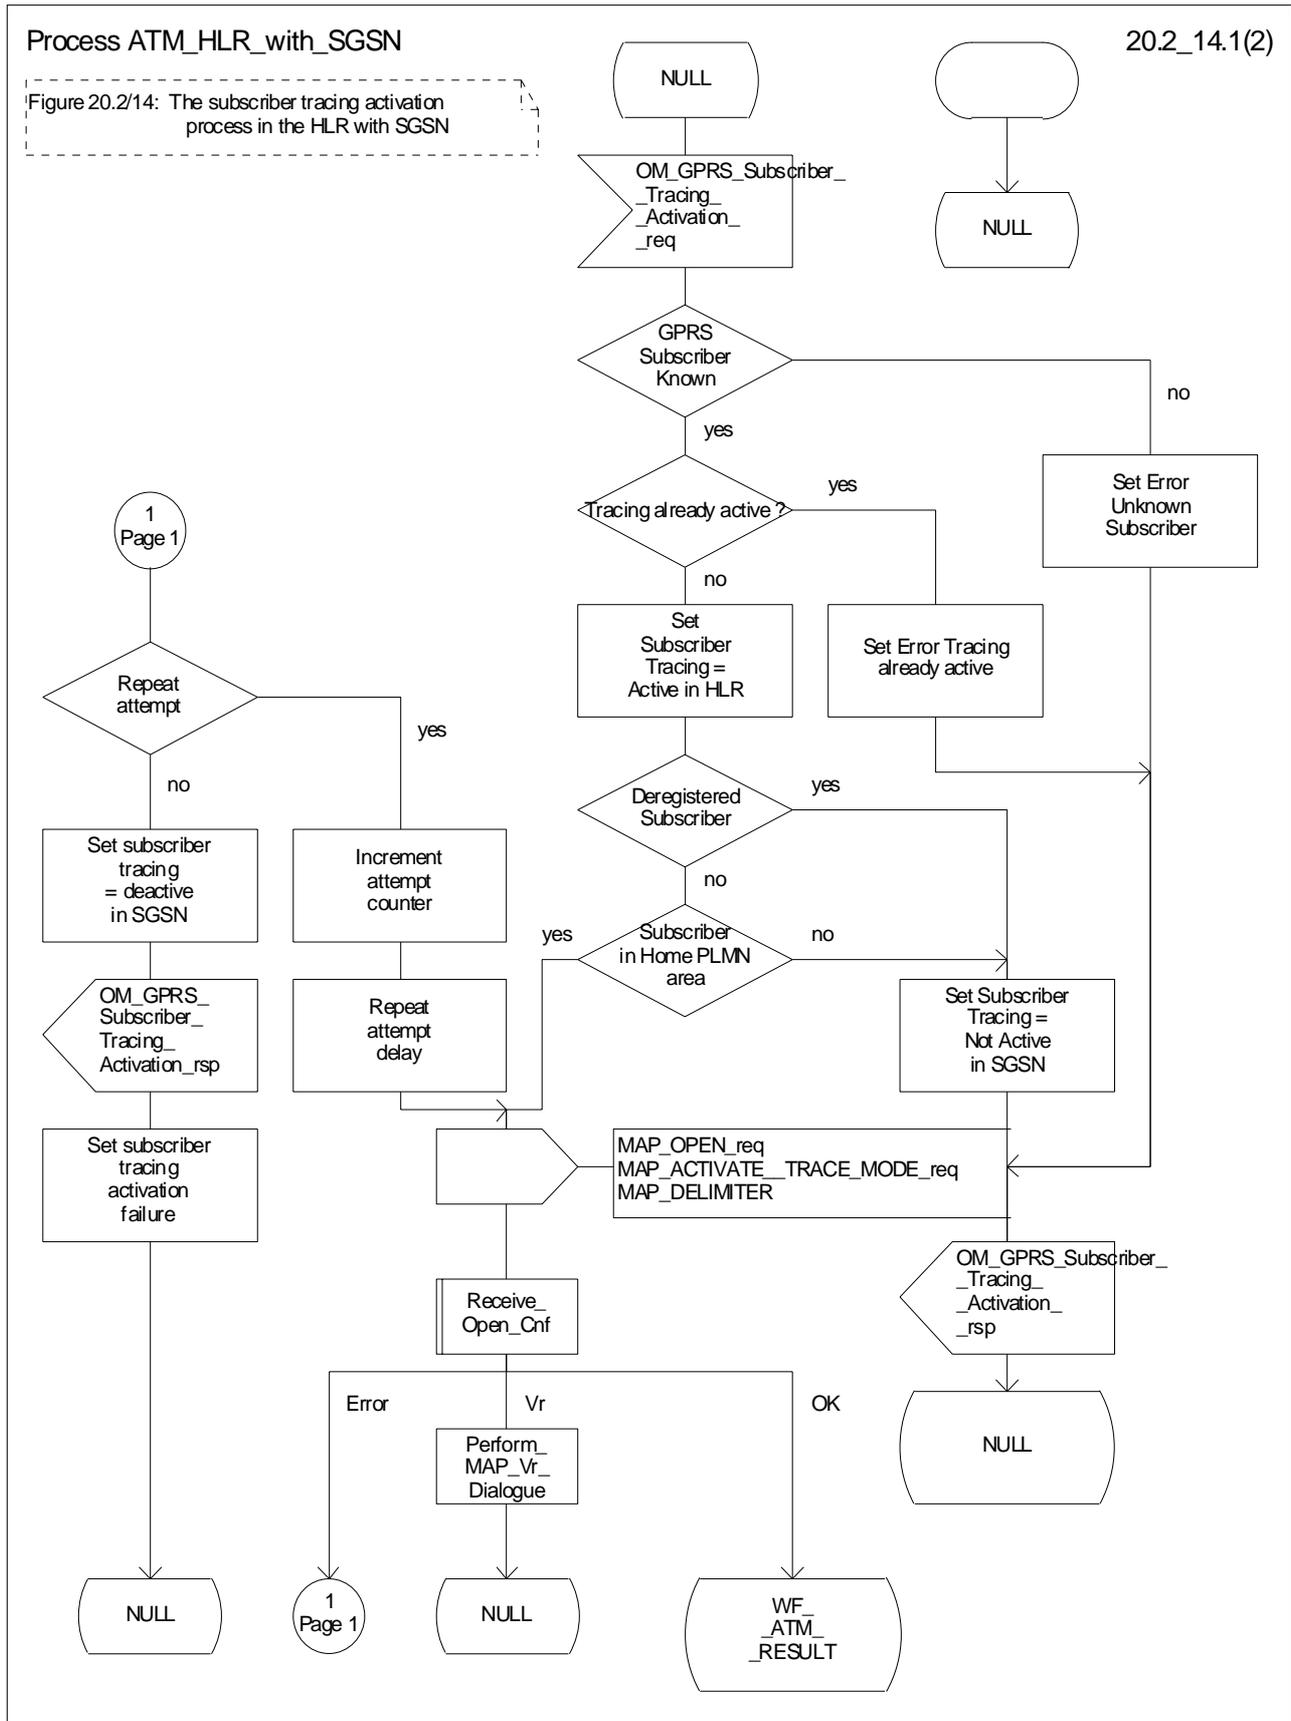 Process ATM_HLR_with_SGSN
20.2_14.1(2)
Figure 20.2/14: The subscriber tracing activation
process in the HLR with SGSN
NULL
OM_GPRS_Subscriber_
_Tracing_
_Activation_
_req
NULL
GPRS
Subscriber
Known
no
yes
Tracing already active ?
yes
Set Error
Unknown
Subscriber
no
1
Page 1
Set
Subscriber
Tracing =
Active in HLR
Set Error Tracing
already active
Repeat
attempt
yes
no
Deregistered
Subscriber
yes
no
Set subscriber
tracing
= deactive
in SGSN
Increment
attempt
counter
Subscriber
in Home PLMN
area
yes
no
OM_GPRS_
Subscriber_
Tracing_
Activation_rsp
Repeat
attempt
delay
Set Subscriber
Tracing =
Not Active
in SGSN
Set subscriber
tracing
activation
failure
MAP_OPEN_req
MAP_ACTIVATE__TRACE_MODE_req
MAP_DELIMITER
OM_GPRS_Subscriber_
_Tracing_
_Activation_
_rsp
Receive_
Open_Cnf
Error
Vr
OK
Perform_
MAP_Vr_
Dialogue
NULL
NULL
1
Page 1
NULL
WF_
_ATM_
_RESULT